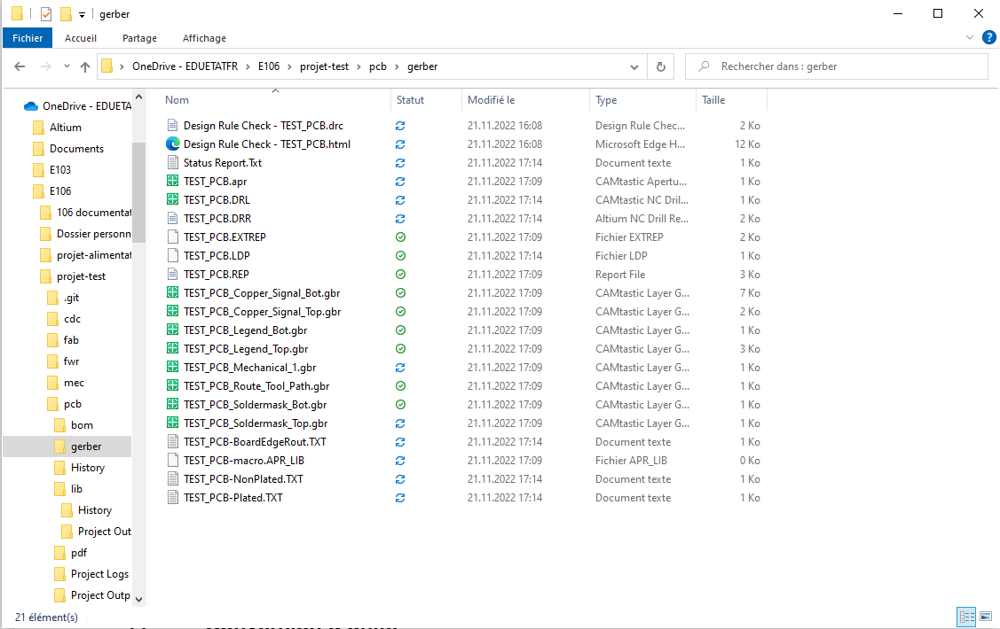 gerber
Fichier Accueil Partage Affichage ?
OneDrive - EDUETATFR E106 projet-test pcb gerber Rechercher dans : gerber
Nom Statut Modifié le Type Taille
OneDrive - EDUETA
Altium
Documents
E103
E106
106 documentat
Dossier personn
projet-alimentat
projet-test
.git
cdc
fab
fwr
mec
pcb
bom
gerber
History
lib
History
Project Out
pdf
Project Logs
Project Outp
Design Rule Check - TEST_PCB.drc 21.11.2022 16:08 Design Rule Chec... 2 Ko
Design Rule Check - TEST_PCB.html 21.11.2022 16:08 Microsoft Edge H... 12 Ko
Status Report.Txt 21.11.2022 17:14 Document texte 1 Ko
TEST_PCB.apr 21.11.2022 17:09 CAMtastic Apertu... 1 Ko
TEST_PCB.DRL 21.11.2022 17:14 CAMtastic NC Dril... 1 Ko
TEST_PCB.DRR 21.11.2022 17:14 Altium NC Drill Re... 2 Ko
TEST_PCB.EXTREP 21.11.2022 17:09 Fichier EXTREP 2 Ko
TEST_PCB.LDP 21.11.2022 17:14 Fichier LDP 1 Ko
TEST_PCB.REP 21.11.2022 17:09 Report File 3 Ko
TEST_PCB_Copper_Signal_Bot.gbr 21.11.2022 17:09 CAMtastic Layer G... 7 Ko
TEST_PCB_Copper_Signal_Top.gbr 21.11.2022 17:09 CAMtastic Layer G... 2 Ko
TEST_PCB_Legend_Bot.gbr 21.11.2022 17:09 CAMtastic Layer G... 1 Ko
TEST_PCB_Legend_Top.gbr 21.11.2022 17:09 CAMtastic Layer G... 3 Ko
TEST_PCB_Mechanical_1.gbr 21.11.2022 17:09 CAMtastic Layer G... 1 Ko
TEST_PCB_Route_Tool_Path.gbr 21.11.2022 17:09 CAMtastic Layer G... 1 Ko
TEST_PCB_Soldermask_Bot.gbr 21.11.2022 17:09 CAMtastic Layer G... 1 Ko
TEST_PCB_Soldermask_Top.gbr 21.11.2022 17:09 CAMtastic Layer G... 1 Ko
TEST_PCB-BoardEdgeRout.TXT 21.11.2022 17:14 Document texte 1 Ko
TEST_PCB-macro.APR_LIB 21.11.2022 17:09 Fichier APR_LIB 0 Ko
TEST_PCB-NonPlated.TXT 21.11.2022 17:14 Document texte 1 Ko
TEST_PCB-Plated.TXT 21.11.2022 17:14 Document texte 1 Ko
21 élément(s)